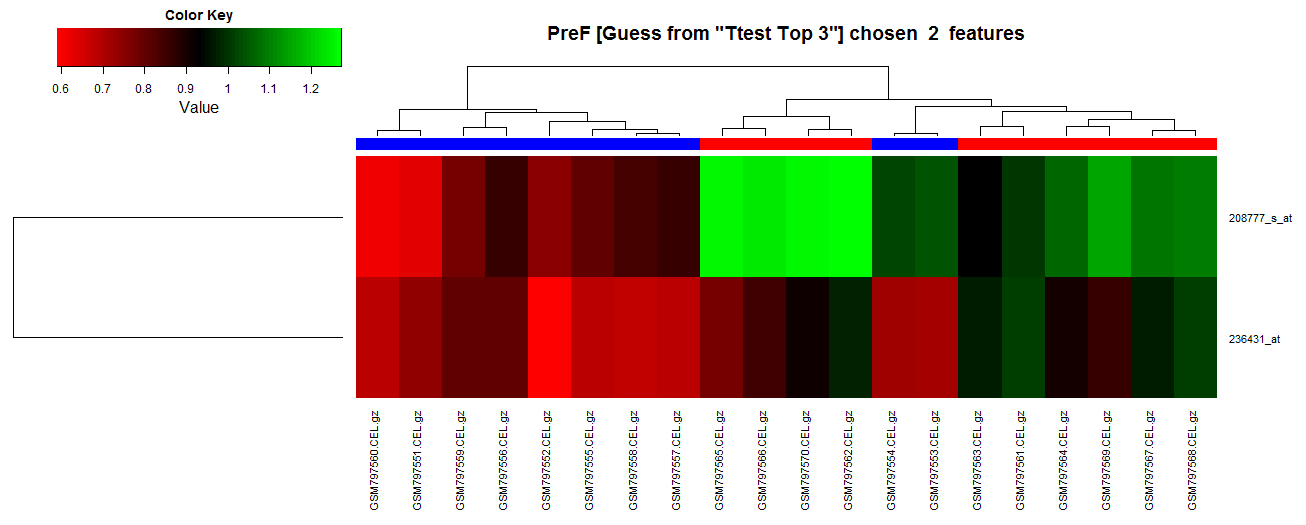 Color Key
0.6 0.7 0.8 0.9 1 1.1 1.2
Value
PreF [Guess from "Ttest Top 3"] chosen 2 features
208777_s_at
236431_at
GSM797560.CEL.gz
GSM797551.CEL.gz
GSM797559.CEL.gz
GSM797556.CEL.gz
GSM797552.CEL.gz
GSM797555.CEL.gz
GSM797558.CEL.gz
GSM797557.CEL.gz
GSM797565.CEL.gz
GSM797566.CEL.gz
GSM797570.CEL.gz
GSM797562.CEL.gz
GSM797554.CEL.gz
GSM797553.CEL.gz
GSM797563.CEL.gz
GSM797561.CEL.gz
GSM797564.CEL.gz
GSM797569.CEL.gz
GSM797567.CEL.gz
GSM797568.CEL.gz